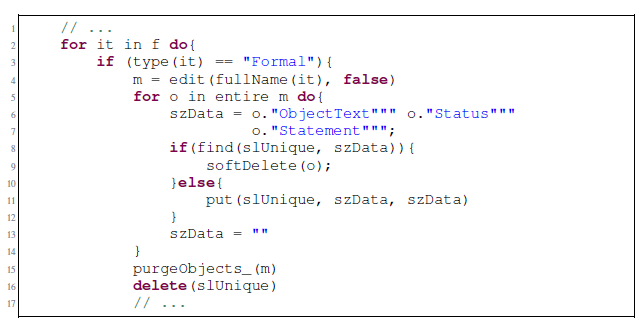 1 // ...
2 for it in f do{
3 if (type(it) == "Formal"){
4 m = edit(fullName(it), false)
5 for o in entire m do{
6 szData = o."ObjectText""" o."Status"""
7 o."Statement""";
8 if(find(slUnique, szData)){
9 softDelete(o);
10 }else{
11 put(slUnique, szData, szData)
12 }
13 szData = ""
14 }
15 purgeObjects_(m)
16 delete(slUnique)
17 // ...